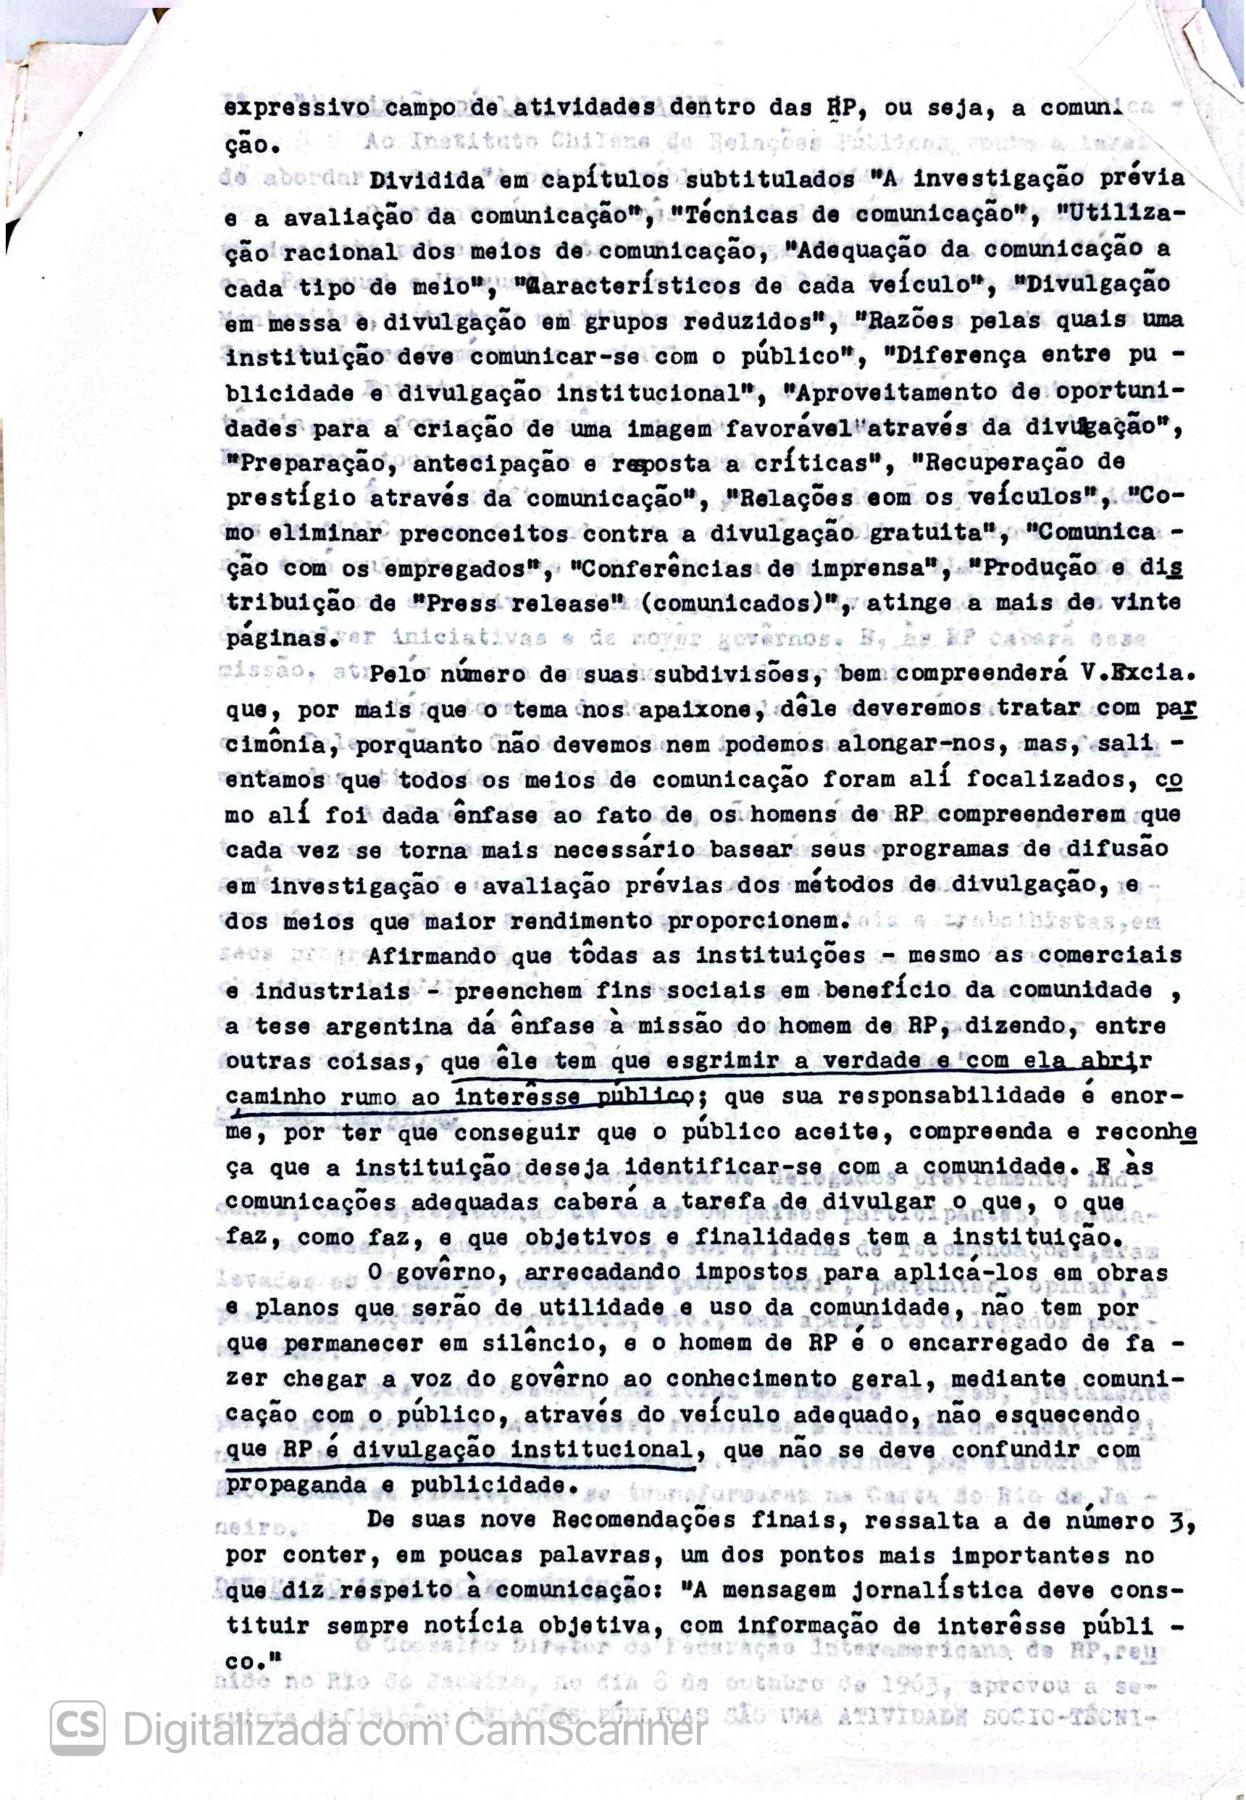 expressivo campo de atividades dentro das RP, ou seja, a comunica -
ção.
Dividida em capítulos subtitulados "A investigação prévia
e a avaliação da comunicação", "Técnicas de comunicação", "Utiliza-
ção racional dos meios de comunicação, "Adequação da comunicação a
cada tipo de meio", "Característicos de cada veículo", "Divulgação
em messa e divulgação em grupos reduzidos", "Razões pelas quais uma
instituição deve comunicar-se com o público", "Diferença entre pu -
blicidade e divulgação institucional", "Aproveitamento de oportuni-
dades para a criação de uma imagem favorável"através da divulgação",
"Preparação, antecipação e resposta a críticas", "Recuperação de
prestígio através da comunicação", "Relações eom os veículos", "Co-
mo eliminar preconceitos contra a divulgação gratuita", "Comunica -
ção com os empregados", "Conferências de imprensa", "Produção e dis
tribuição de "Press release" (comunicados)", atinge a mais de vinte
páginas.
Pelo número de suas subdivisões, bem compreenderá V.Excia.
que, por mais que o tema nos apaixone, dêle deveremos tratar com par
cimônia, porquanto não devemos nem podemos alongar-nos, mas, sali -
entamos que todos os meios de comunicação foram alí focalizados, co
mo alí foi dada ênfase ao fato de os homens de RP compreenderem que
cada vez se torna mais necessário basear seus programas de difusão
em investigação e avaliação prévias dos métodos de divulgação, e
dos meios que maior rendimento proporcionem.
Afirmando que tôdas as instituições - mesmo as comerciais
e industriais - preenchem fins sociais em benefício da comunidade ,
a tese argentina dá ênfase à missão do homem de RP, dizendo, entre
outras coisas, que êle tem que esgrimir a verdade e com ela abrir
caminho rumo ao interêsse público; que sua responsabilidade é enor-
me, por ter que conseguir que o público aceite, compreenda e reconhe
ça que a instituição deseja identificar-se com a comunidade. E às
comunicações adequadas caberá a tarefa de divulgar o que, o que
faz, como faz, e que objetivos e finalidades tem a instituição.
O govêrno, arrecadando impostos para aplicá-los em obras
e planos que serão de utilidade e uso da comunidade, não tem por
que permanecer em silêncio, e o homem de RP é o encarregado de fa -
zer chegar a voz do govêrno ao conhecimento geral, mediante comuni-
cação com o público, através do veículo adequado, não esquecendo
que RP é divulgação institucional, que não se deve confundir com
propaganda e publicidade.
De suas nove Recomendações finais, ressalta a de número 3,
por conter, em poucas palavras, um dos pontos mais importantes no
que diz respeito à comunicação: "A mensagem jornalística deve cons-
tituir sempre notícia objetiva, com informação de interêsse públi -
co."
CS Digitalizada com CamScanner